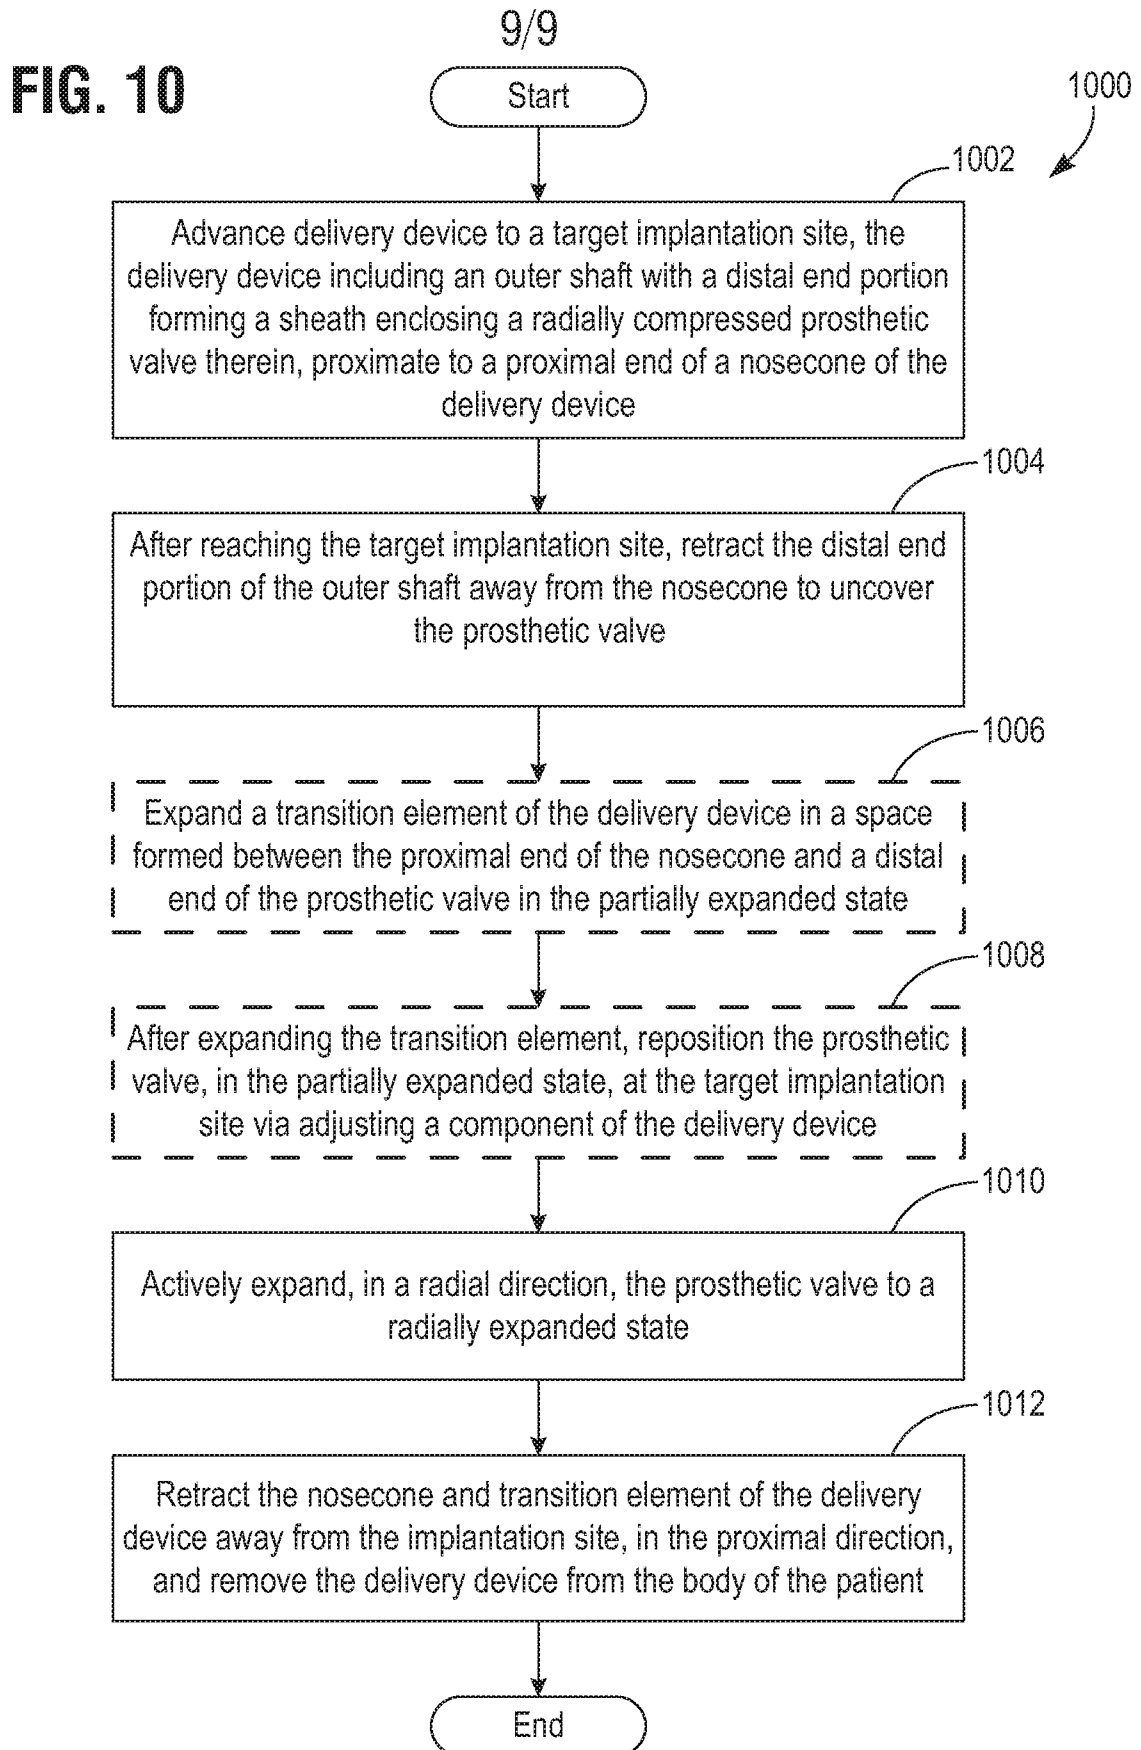 9/9
FIG. 10
Start
1000
1002
Advance delivery device to a target implantation site, the
delivery device including an outer shaft with a distal end portion
forming a sheath enclosing a radially compressed prosthetic
valve therein, proximate to a proximal end of a nosecone of the
delivery device
1004
After reaching the target implantation site, retract the distal end
portion of the outer shaft away from the nosecone to uncover
the prosthetic valve
1006
Expand a transition element of the delivery device in a space
formed between the proximal end of the nosecone and a distal
end of the prosthetic valve in the partially expanded state
1008
After expanding the transition element, reposition the prosthetic
valve, in the partially expanded state, at the target implantation
site via adjusting a component of the delivery device
1010
Actively expand, in a radial direction, the prosthetic valve to a
radially expanded state
1012
Retract the nosecone and transition element of the delivery
device away from the implantation site, in the proximal direction,
and remove the delivery device from the body of the patient
End